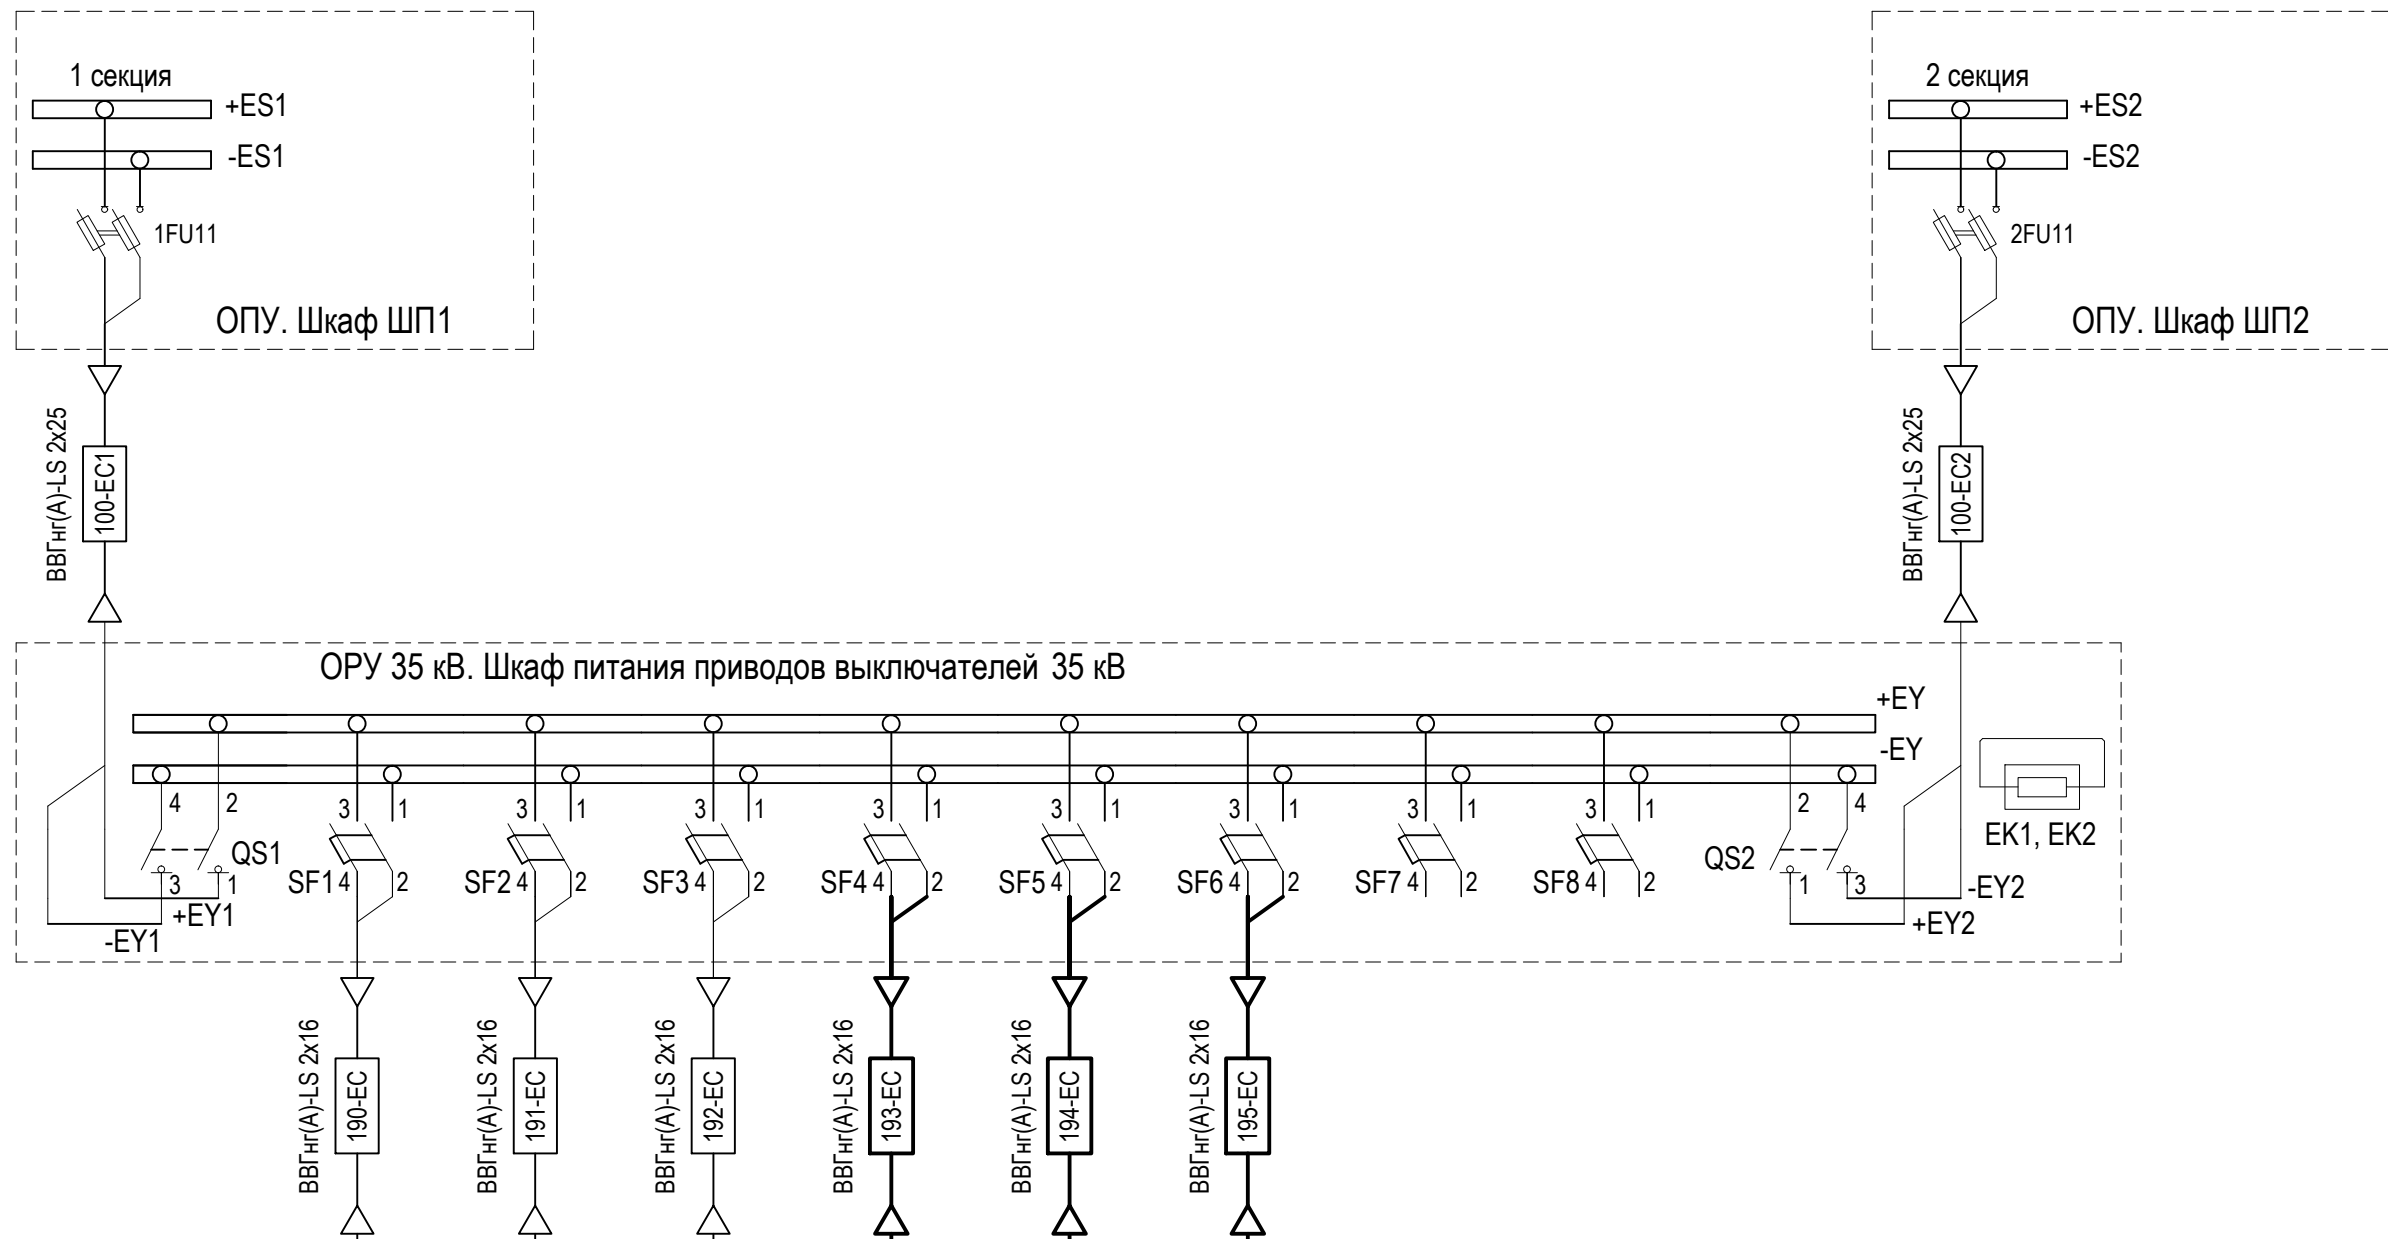 1 секция
+ES1
-ES1
1FU11
ОПУ. Шкаф ШП1
2 секция
+ES2
-ES2
2FU11
ОПУ. Шкаф ШП2
ВВГнг(А)-LS 2x25
100-EC1
ВВГнг(А)-LS 2x25
100-EC2
ОРУ 35 кВ. Шкаф питания приводов выключателей 35 кВ
+EY
-EY
4 2
QS1
3 1
+EY1
-EY1
3 1
SF1 4 2
3 1
SF2 4 2
3 1
SF3 4 2
3 1
SF4 4 2
3 1
SF5 4 2
3 1
SF6 4 2
3 1
SF7 4 2
3 1
SF8 4 2
2 4
QS2
1 3
-EY2
+EY2
EK1, EK2
ВВГнг(А)-LS 2x16
190-EC
ВВГнг(А)-LS 2x16
191-EC
ВВГнг(А)-LS 2x16
192-EC
ВВГнг(А)-LS 2x16
193-EC
ВВГнг(А)-LS 2x16
194-EC
ВВГнг(А)-LS 2x16
195-EC